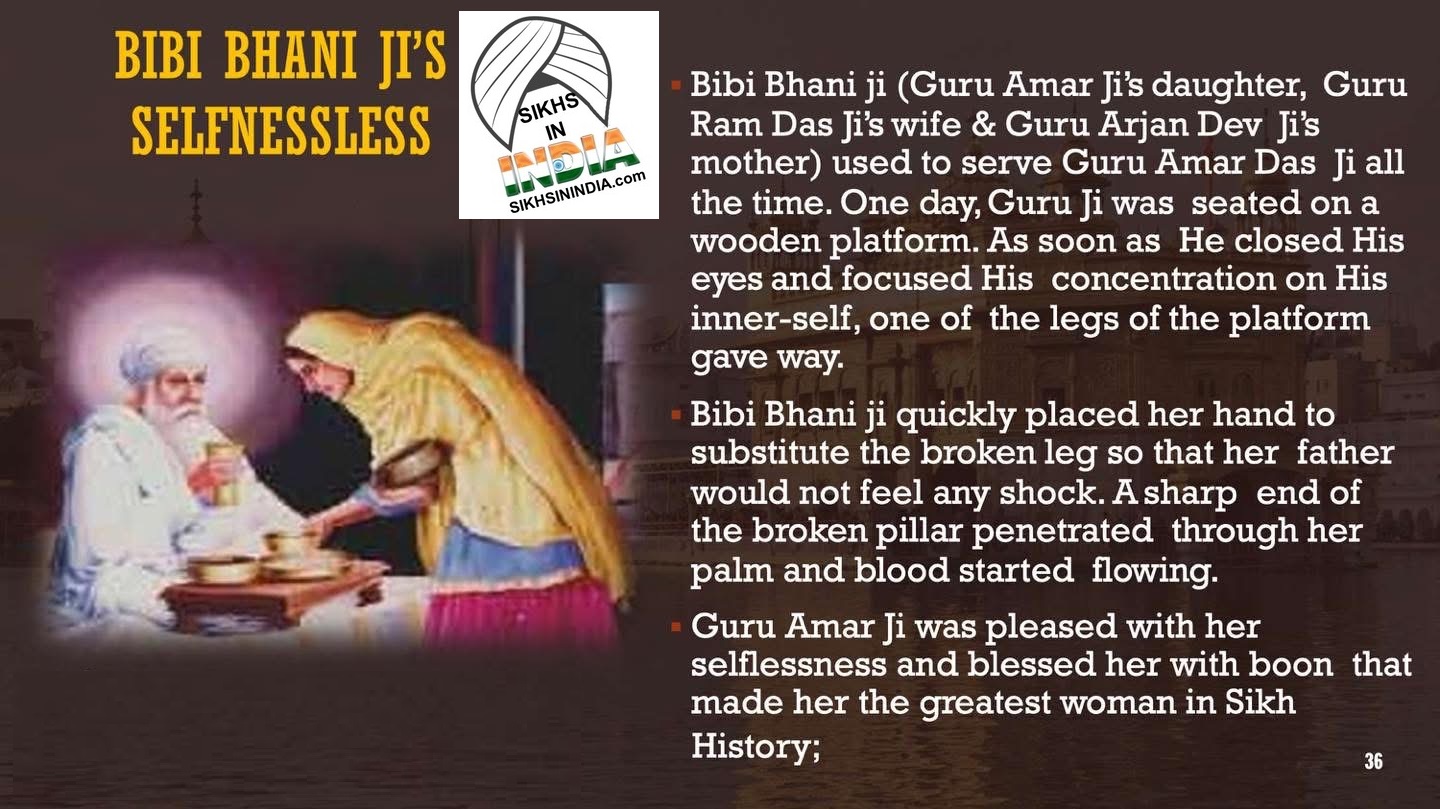 BIBI BHANI JI’S
SELFNESSLESS
SIKHS
IN
INDIA
SIKHSININDIA.com
▪ Bibi Bhani ji (Guru Amar Ji’s daughter, Guru
Ram Das Ji’s wife & Guru Arjan Dev Ji’s
mother) used to serve Guru Amar Das Ji all
the time. One day, Guru Ji was seated on a
wooden platform. As soon as He closed His
eyes and focused His concentration on His
inner-self, one of the legs of the platform
gave way.
▪ Bibi Bhani ji quickly placed her hand to
substitute the broken leg so that her father
would not feel any shock. A sharp end of
the broken pillar penetrated through her
palm and blood started flowing.
▪ Guru Amar Ji was pleased with her
selflessness and blessed her with boon that
made her the greatest woman in Sikh
History;
36